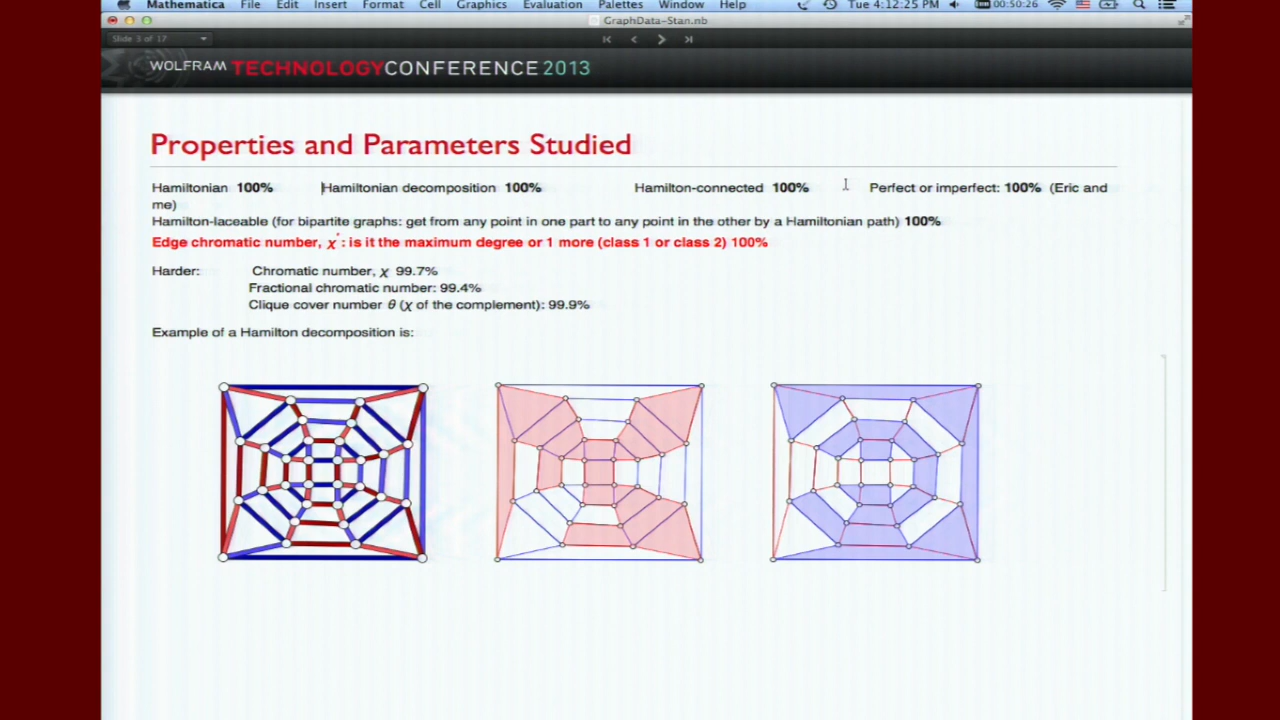 Mathematica File Edit Insert Format Cell Graphics Evaluation Palettes Window Help Tue 4:12:25 PM 00:50:26
GraphData-Stan.nb
Slide 3 of 17
WOLFRAM TECHNOLOGYCONFERENCE 2013
Properties and Parameters Studied
Hamiltonian 100% Hamiltonian decomposition 100% Hamilton-connected 100% Perfect or imperfect: 100% (Eric and
me)
Hamilton-laceable (for bipartite graphs: get from any point in one part to any point in the other by a Hamiltonian path) 100%
Edge chromatic number, χ': is it the maximum degree or 1 more (class 1 or class 2) 100%
Harder: Chromatic number, χ 99.7%
Fractional chromatic number: 99.4%
Clique cover number θ (χ of the complement): 99.9%
Example of a Hamilton decomposition is: